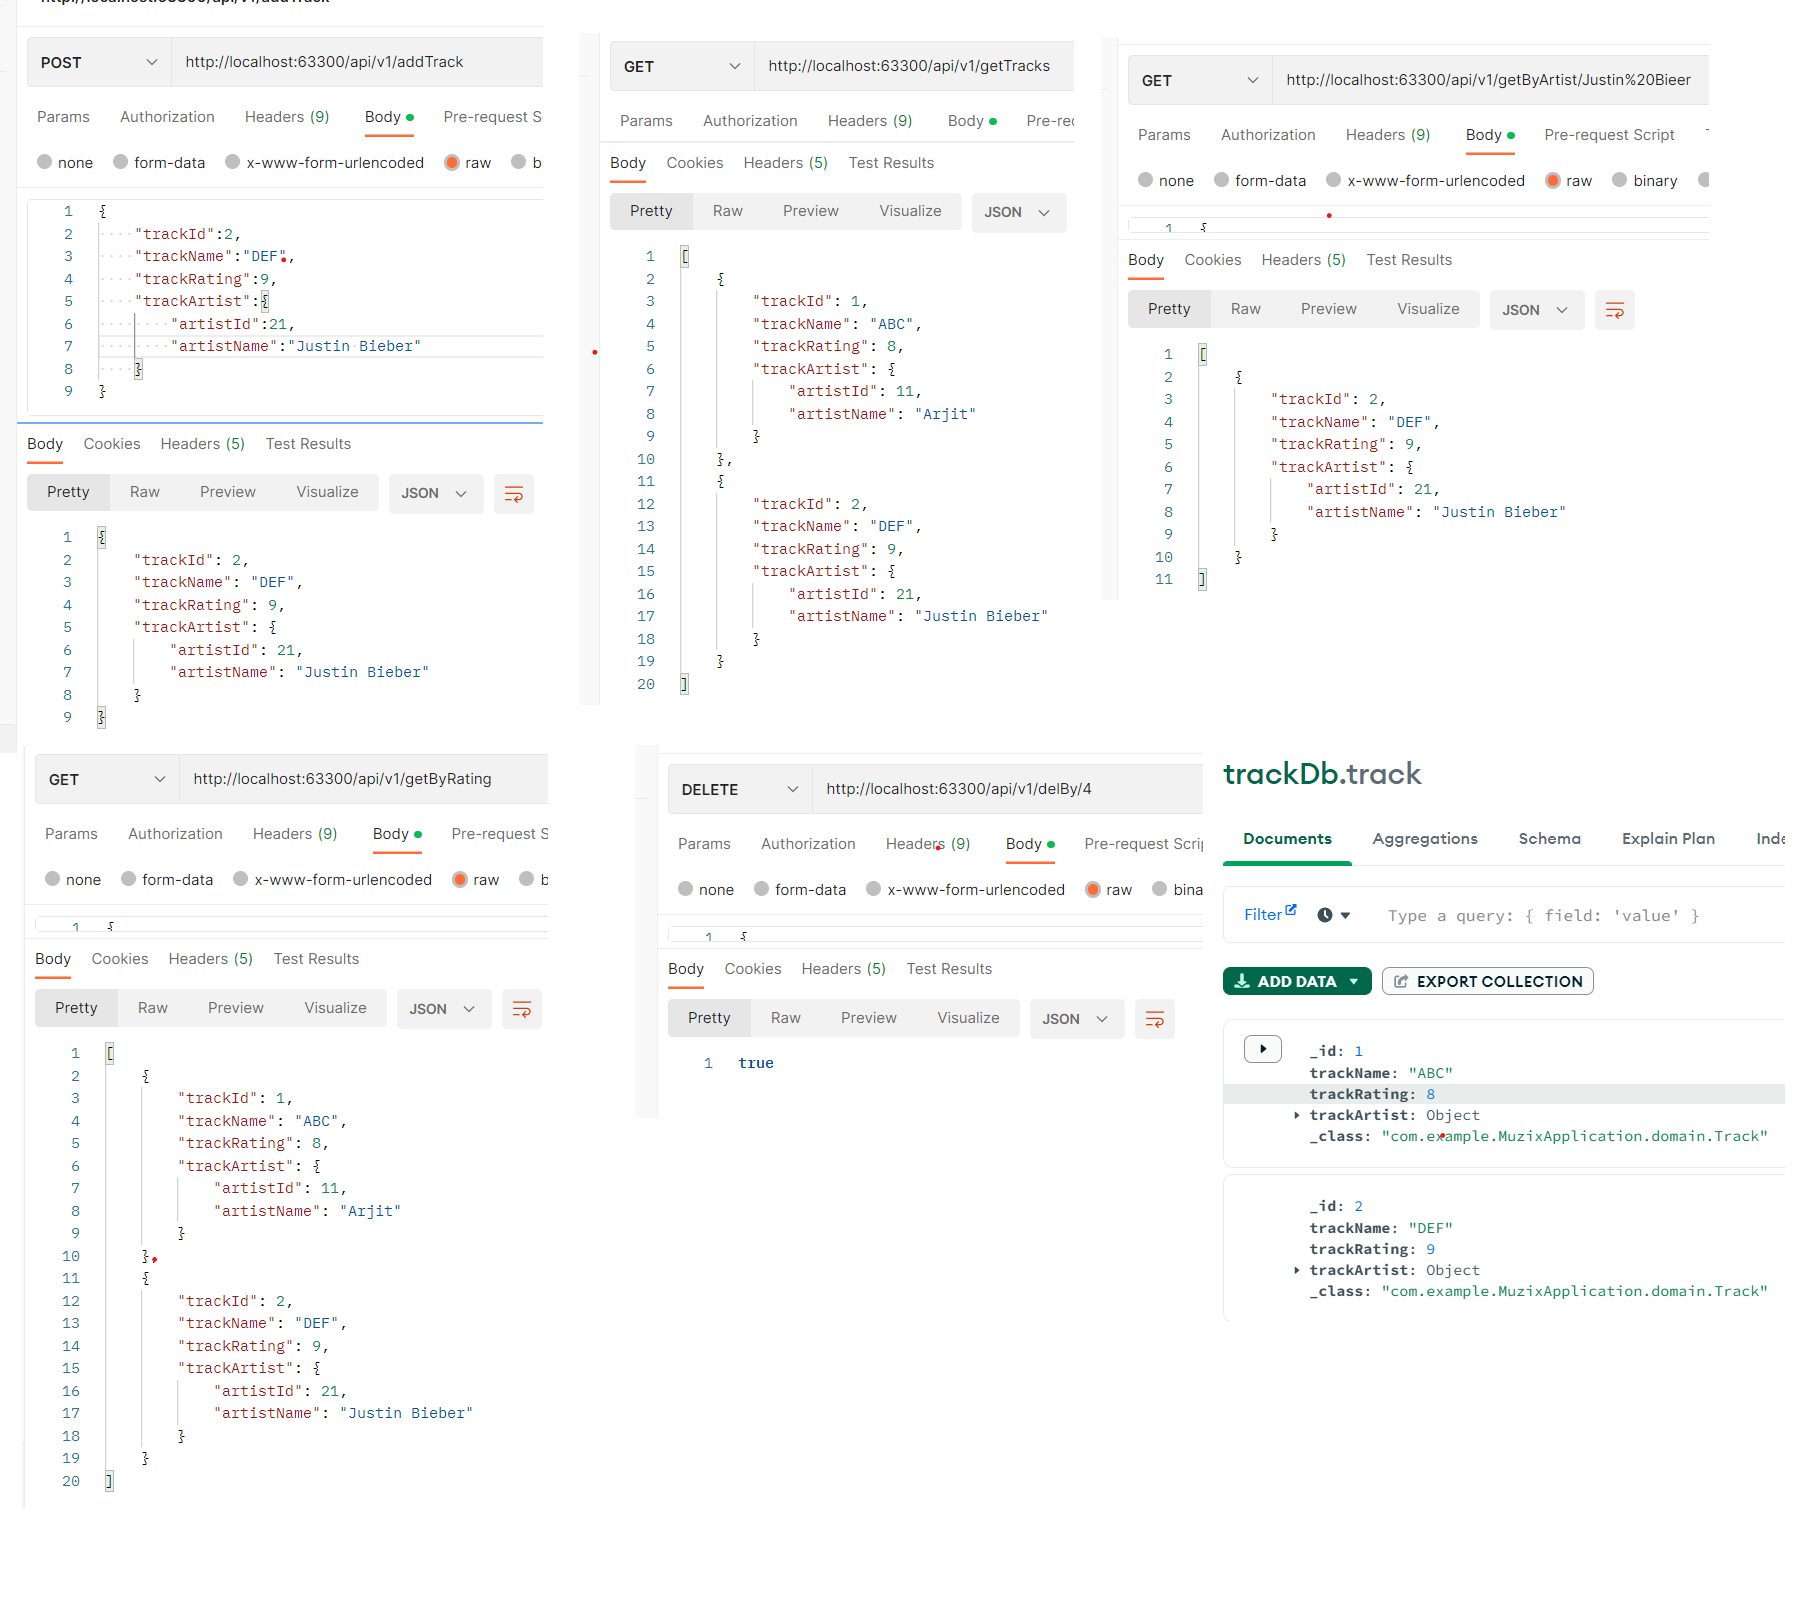 POST http://localhost:63300/api/v1/addTrack
Params Authorization Headers (9) Body Pre-request S
none form-data x-www-form-urlencoded raw b
1 {
2 "trackId":2,
3 "trackName":"DEF",
4 "trackRating":9,
5 "trackArtist":{
6 "artistId":21,
7 "artistName":"Justin Bieber"
8 }
9 }
Body Cookies Headers (5) Test Results
Pretty Raw Preview Visualize JSON
1 {
2 "trackId": 2,
3 "trackName": "DEF",
4 "trackRating": 9,
5 "trackArtist": {
6 "artistId": 21,
7 "artistName": "Justin Bieber"
8 }
9 }
GET http://localhost:63300/api/v1/getTracks
Params Authorization Headers (9) Body Pre-rec
Body Cookies Headers (5) Test Results
Pretty Raw Preview Visualize JSON
1 [
2 {
3 "trackId": 1,
4 "trackName": "ABC",
5 "trackRating": 8,
6 "trackArtist": {
7 "artistId": 11,
8 "artistName": "Arjit"
9 }
10 },
11 {
12 "trackId": 2,
13 "trackName": "DEF",
14 "trackRating": 9,
15 "trackArtist": {
16 "artistId": 21,
17 "artistName": "Justin Bieber"
18 }
19 }
20 ]
GET http://localhost:63300/api/v1/getByArtist/Justin%20Bieer
Params Authorization Headers (9) Body Pre-request Script
none form-data x-www-form-urlencoded raw binary
1 {
Body Cookies Headers (5) Test Results
Pretty Raw Preview Visualize JSON
1 [
2 {
3 "trackId": 2,
4 "trackName": "DEF",
5 "trackRating": 9,
6 "trackArtist": {
7 "artistId": 21,
8 "artistName": "Justin Bieber"
9 }
10 }
11 ]
GET http://localhost:63300/api/v1/getByRating
Params Authorization Headers (9) Body Pre-request S
none form-data x-www-form-urlencoded raw b
1 {
Body Cookies Headers (5) Test Results
Pretty Raw Preview Visualize JSON
1 [
2 {
3 "trackId": 1,
4 "trackName": "ABC",
5 "trackRating": 8,
6 "trackArtist": {
7 "artistId": 11,
8 "artistName": "Arjit"
9 }
10 },
11 {
12 "trackId": 2,
13 "trackName": "DEF",
14 "trackRating": 9,
15 "trackArtist": {
16 "artistId": 21,
17 "artistName": "Justin Bieber"
18 }
19 }
20 ]
DELETE http://localhost:63300/api/v1/delBy/4
Params Authorization Headers (9) Body Pre-request Scrip
none form-data x-www-form-urlencoded raw bina
1 {
Body Cookies Headers (5) Test Results
Pretty Raw Preview Visualize JSON
1 true
trackDb.track
Documents Aggregations Schema Explain Plan Inde
Filter Type a query: { field: 'value' }
ADD DATA EXPORT COLLECTION
_id: 1
trackName: "ABC"
trackRating: 8
trackArtist: Object
_class: "com.example.MuzixApplication.domain.Track"
_id: 2
trackName: "DEF"
trackRating: 9
trackArtist: Object
_class: "com.example.MuzixApplication.domain.Track"